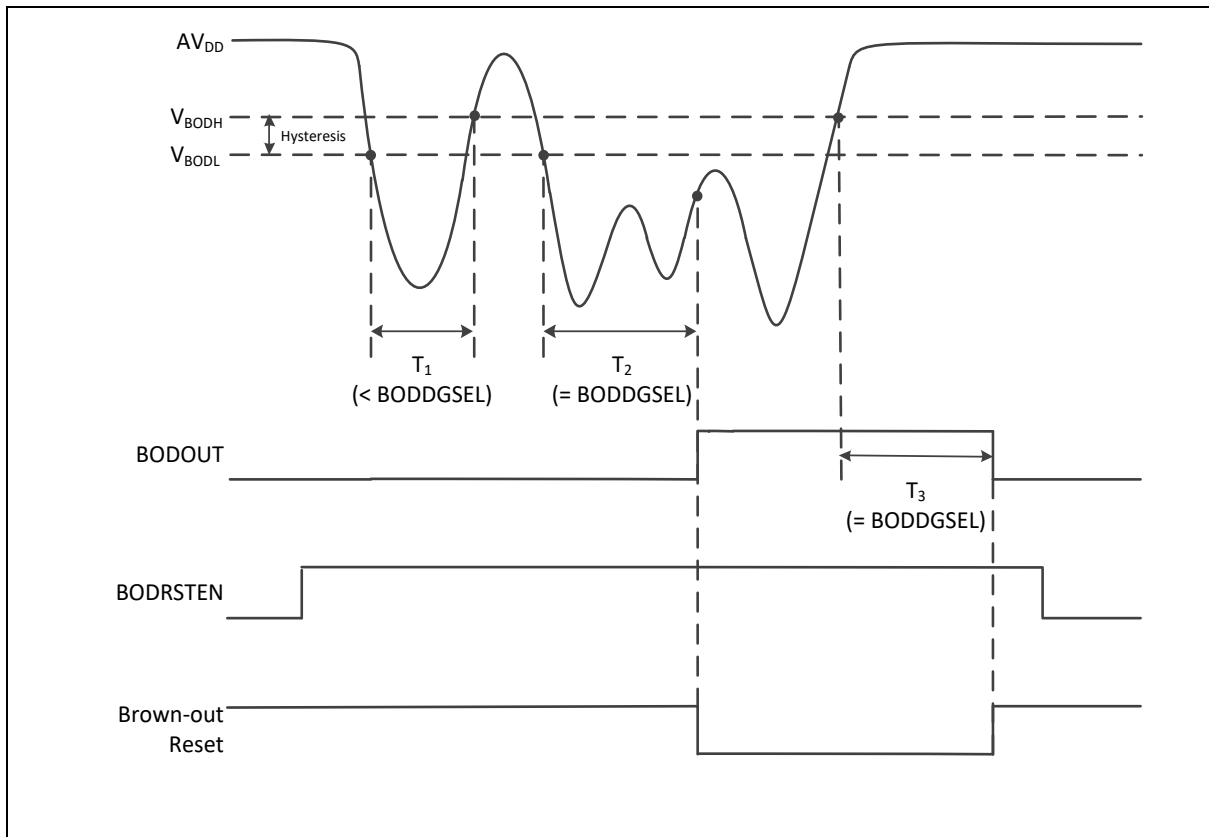 AVDD
VBODH
Hysteresis
VBODL
T1
(< BODDGSEL)
T2
(= BODDGSEL)
BODOUT
T3
(= BODDGSEL)
BODRSTEN
Brown-out
Reset